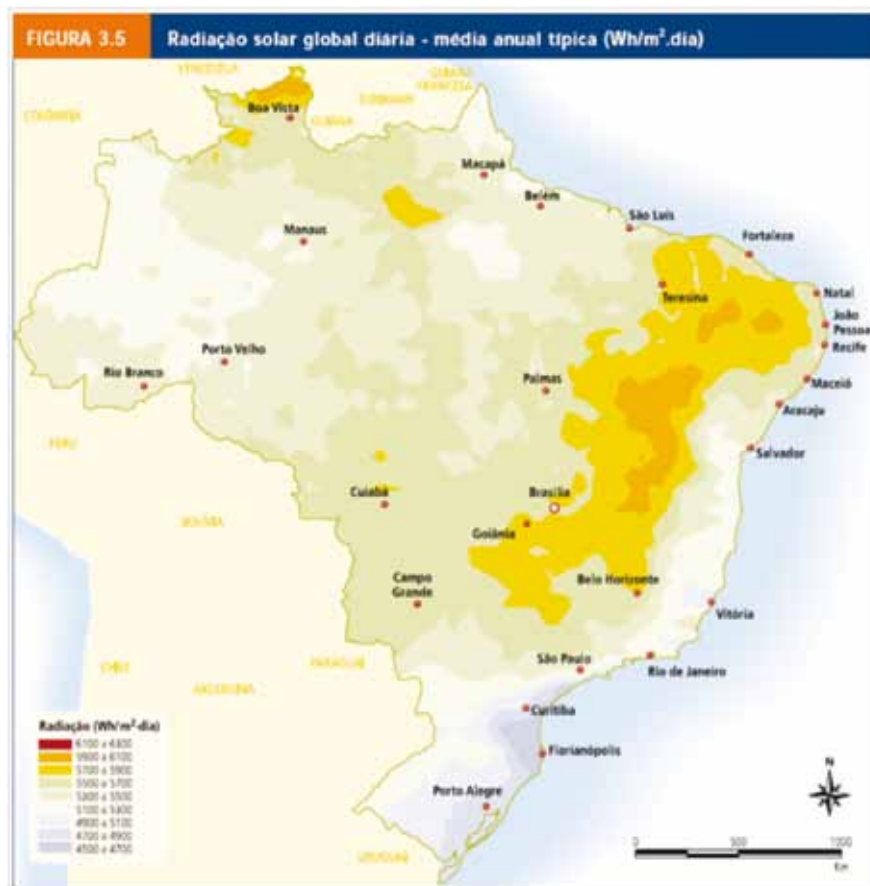 FIGURA 3.5
Radiação solar global diária - média anual típica (Wh/m².dia)
VENEZUELA
GUIANA
FRANCESA
SURINAME
COLÔMBIA
GUIANA
Boa Vista
Macapá
Belém
São Luís
Fortaleza
Manaus
Teresina
Natal
João
Pessoa
Recife
Porto Velho
Rio Branco
Palmas
Maceió
Aracaju
PERU
Salvador
Cuiabá
Brasília
BOLÍVIA
Goiânia
Campo
Grande
Belo Horizonte
Vitória
CHILE
PARAGUAI
São Paulo
Rio de Janeiro
ARGENTINA
Curitiba
Florianópolis
Porto Alegre
URUGUAI
Radiação (Wh/m²-dia)
6100 a 6300
5900 a 6100
5700 a 5900
5500 a 5700
5300 a 5500
5100 a 5300
4900 a 5100
4700 a 4900
4500 a 4700
N
0 500 1000
Km